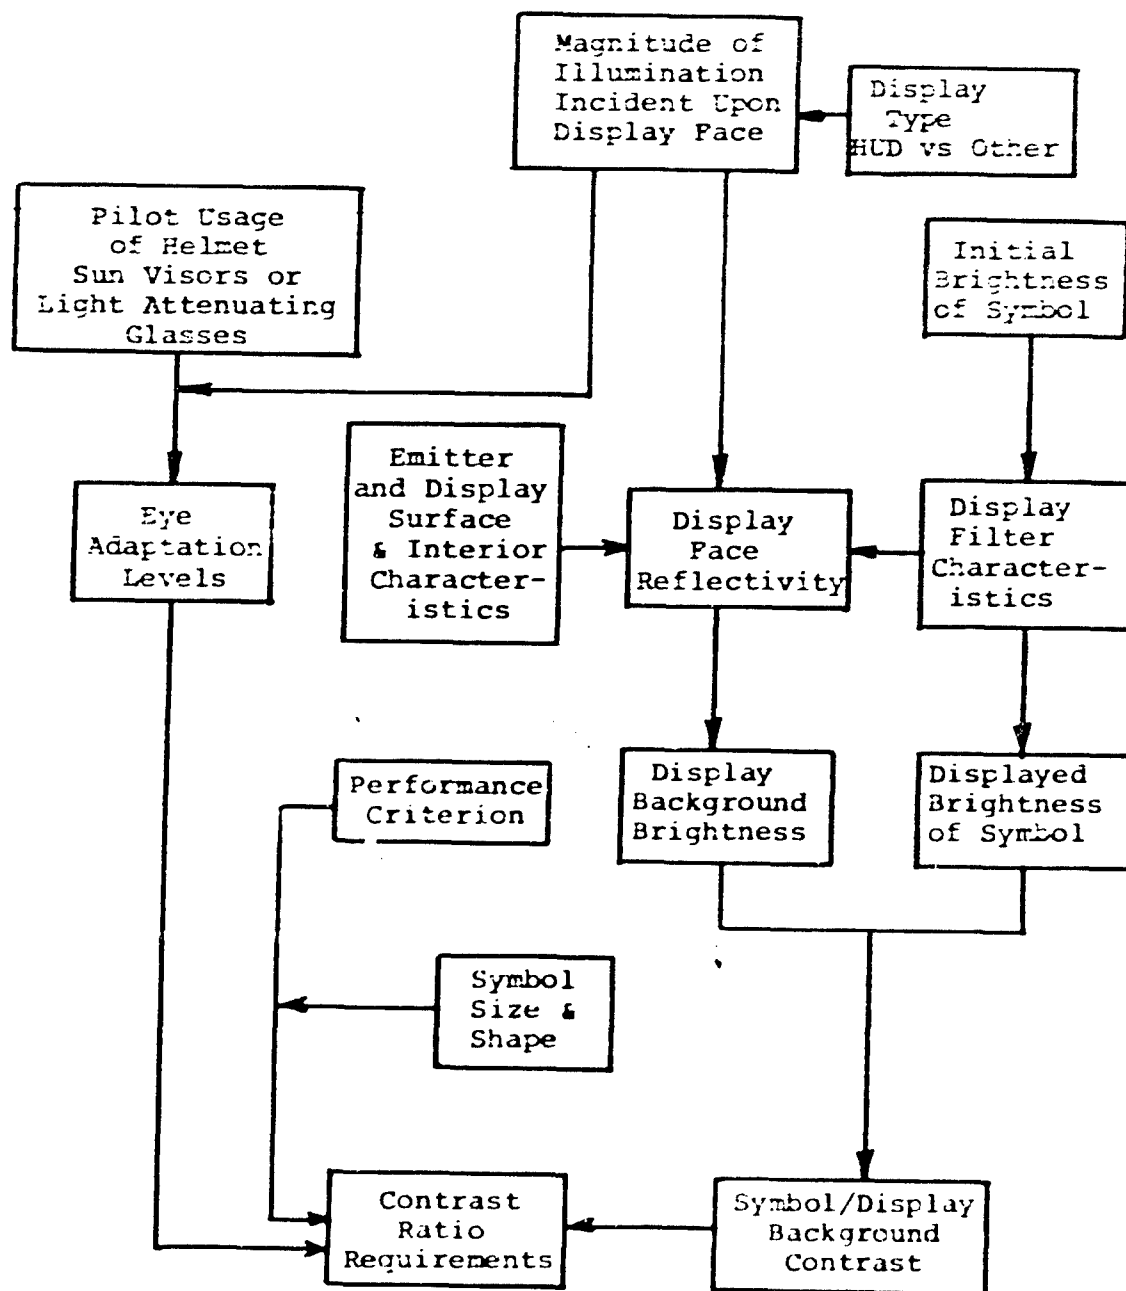 Magnitude of
Illumination
Incident Upon
Display Face
Display
Type
HUD vs Other
Pilot Usage
of Helmet
Sun Visors or
Light Attenuating
Glasses
Initial
Brightness
of Symbol
Emitter
and Display
Surface
& Interior
Character-
istics
Eye
Adaptation
Levels
Display
Face
Reflectivity
Display
Filter
Character-
istics
Performance
Criterion
Display
Background
Brightness
Displayed
Brightness
of Symbol
Symbol
Size &
Shape
Contrast
Ratio
Requirements
Symbol/Display
Background
Contrast